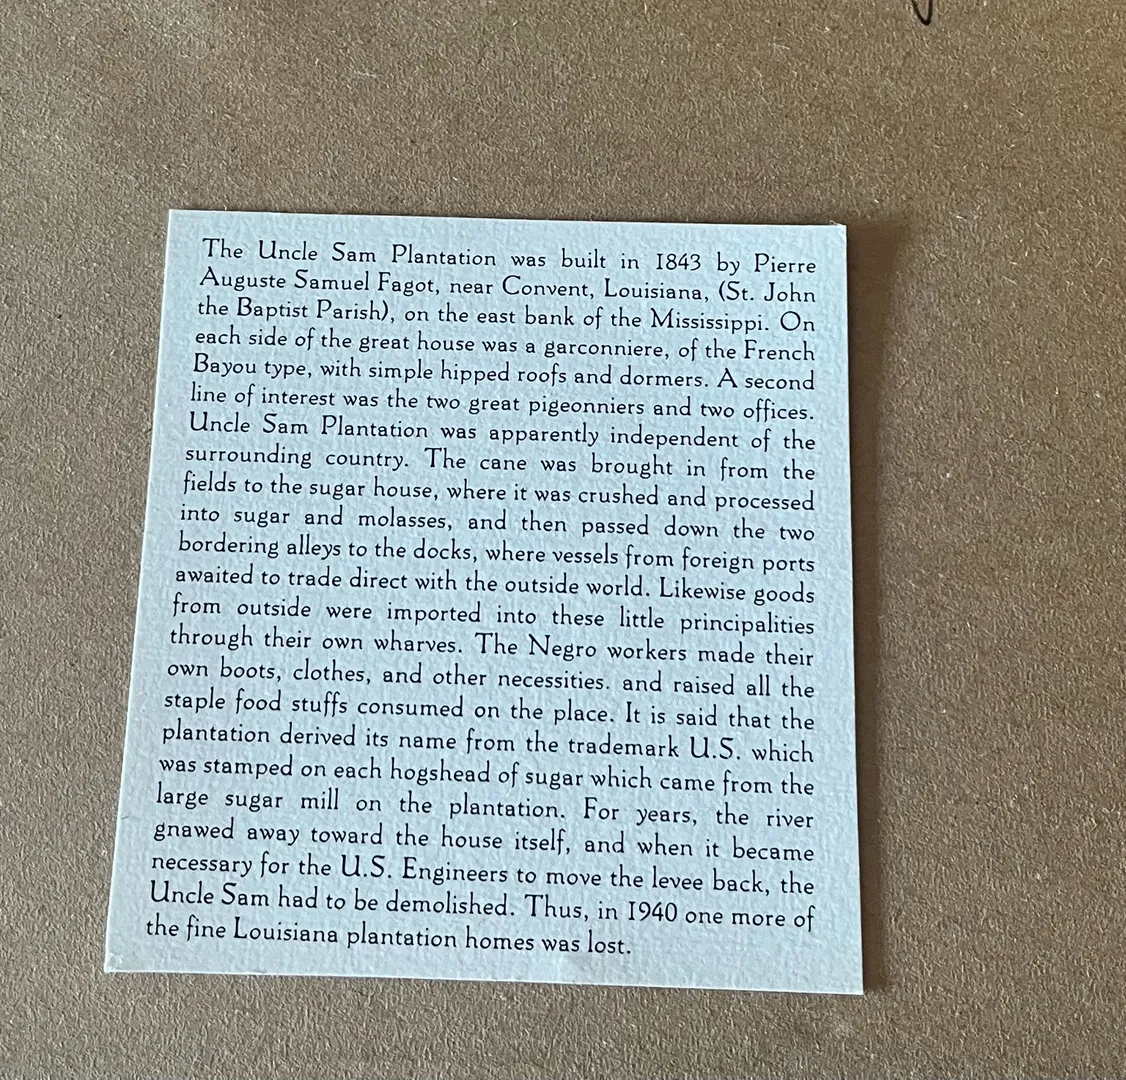 The Uncle Sam Plantation was built in 1843 by Pierre
Auguste Samuel Fagot, near Convent, Louisiana, (St. John
the Baptist Parish), on the east bank of the Mississippi. On
each side of the great house was a garconniere, of the French
Bayou type, with simple hipped roofs and dormers. A second
line of interest was the two great pigeonniers and two offices.
Uncle Sam Plantation was apparently independent of the
surrounding country. The cane was brought in from the
fields to the sugar house, where it was crushed and processed
into sugar and molasses, and then passed down the two
bordering alleys to the docks, where vessels from foreign ports
awaited to trade direct with the outside world. Likewise goods
from outside were imported into these little principalities
through their own wharves. The Negro workers made their
own boots, clothes, and other necessities. and raised all the
staple food stuffs consumed on the place. It is said that the
plantation derived its name from the trademark U.S. which
was stamped on each hogshead of sugar which came from the
large sugar mill on the plantation. For years, the river
gnawed away toward the house itself, and when it became
necessary for the U.S. Engineers to move the levee back, the
Uncle Sam had to be demolished. Thus, in 1940 one more of
the fine Louisiana plantation homes was lost.